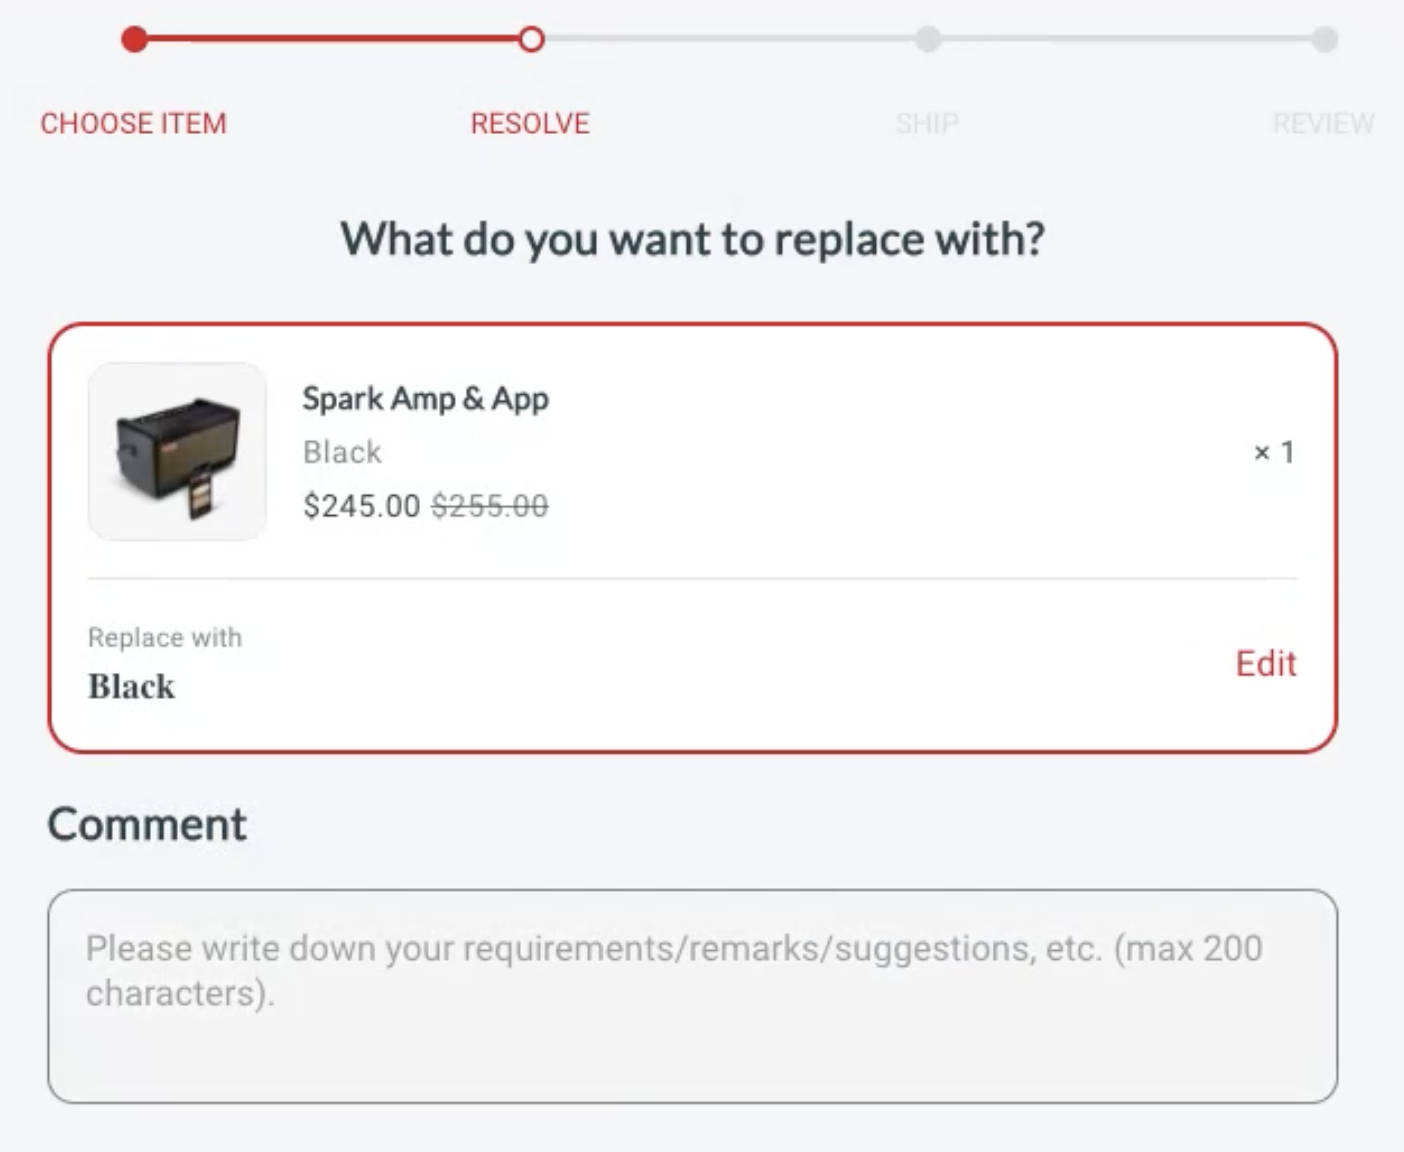 CHOOSE ITEM
RESOLVE
SHIP
REVIEW
What do you want to replace with?
Spark Amp & App
Black
× 1
$245.00 $255.00
Replace with
Black
Edit
Comment
Please write down your requirements/remarks/suggestions, etc. (max 200
characters).